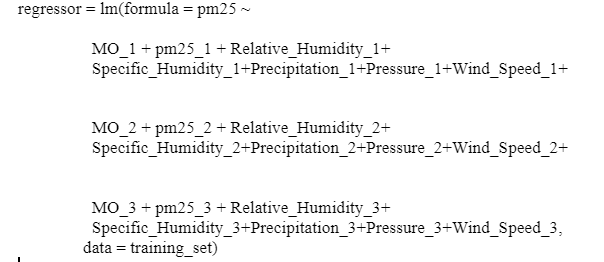 regressor = lm(formula = pm25 ~
MO_1 + pm25_1 + Relative_Humidity_1+
Specific_Humidity_1+Precipitation_1+Pressure_1+Wind_Speed_1+
MO_2 + pm25_2 + Relative_Humidity_2+
Specific_Humidity_2+Precipitation_2+Pressure_2+Wind_Speed_2+
MO_3 + pm25_3 + Relative_Humidity_3+
Specific_Humidity_3+Precipitation_3+Pressure_3+Wind_Speed_3,
data = training_set)